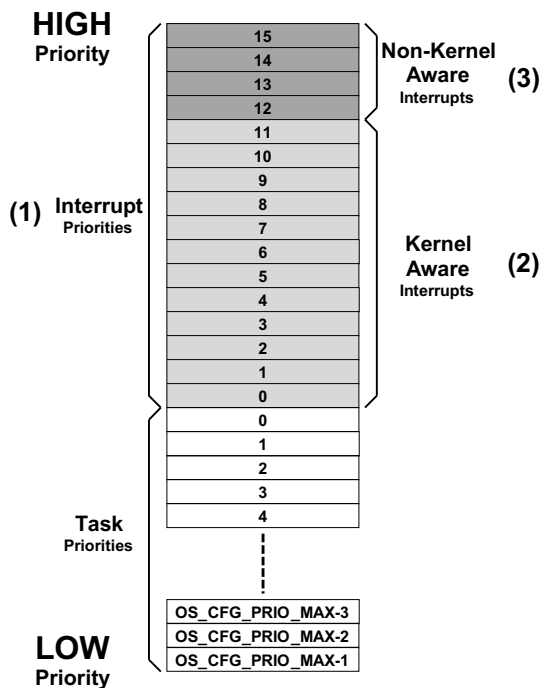 HIGH
Priority
15
14
13
12
11
10
9
8
7
6
5
4
3
2
1
0
0
1
2
3
4
OS_CFG_PRIO_MAX-3
OS_CFG_PRIO_MAX-2
OS_CFG_PRIO_MAX-1
Non-Kernel
Aware
Interrupts
(3)
(1)
Interrupt
Priorities
Kernel
Aware
Interrupts
(2)
Task
Priorities
LOW
Priority